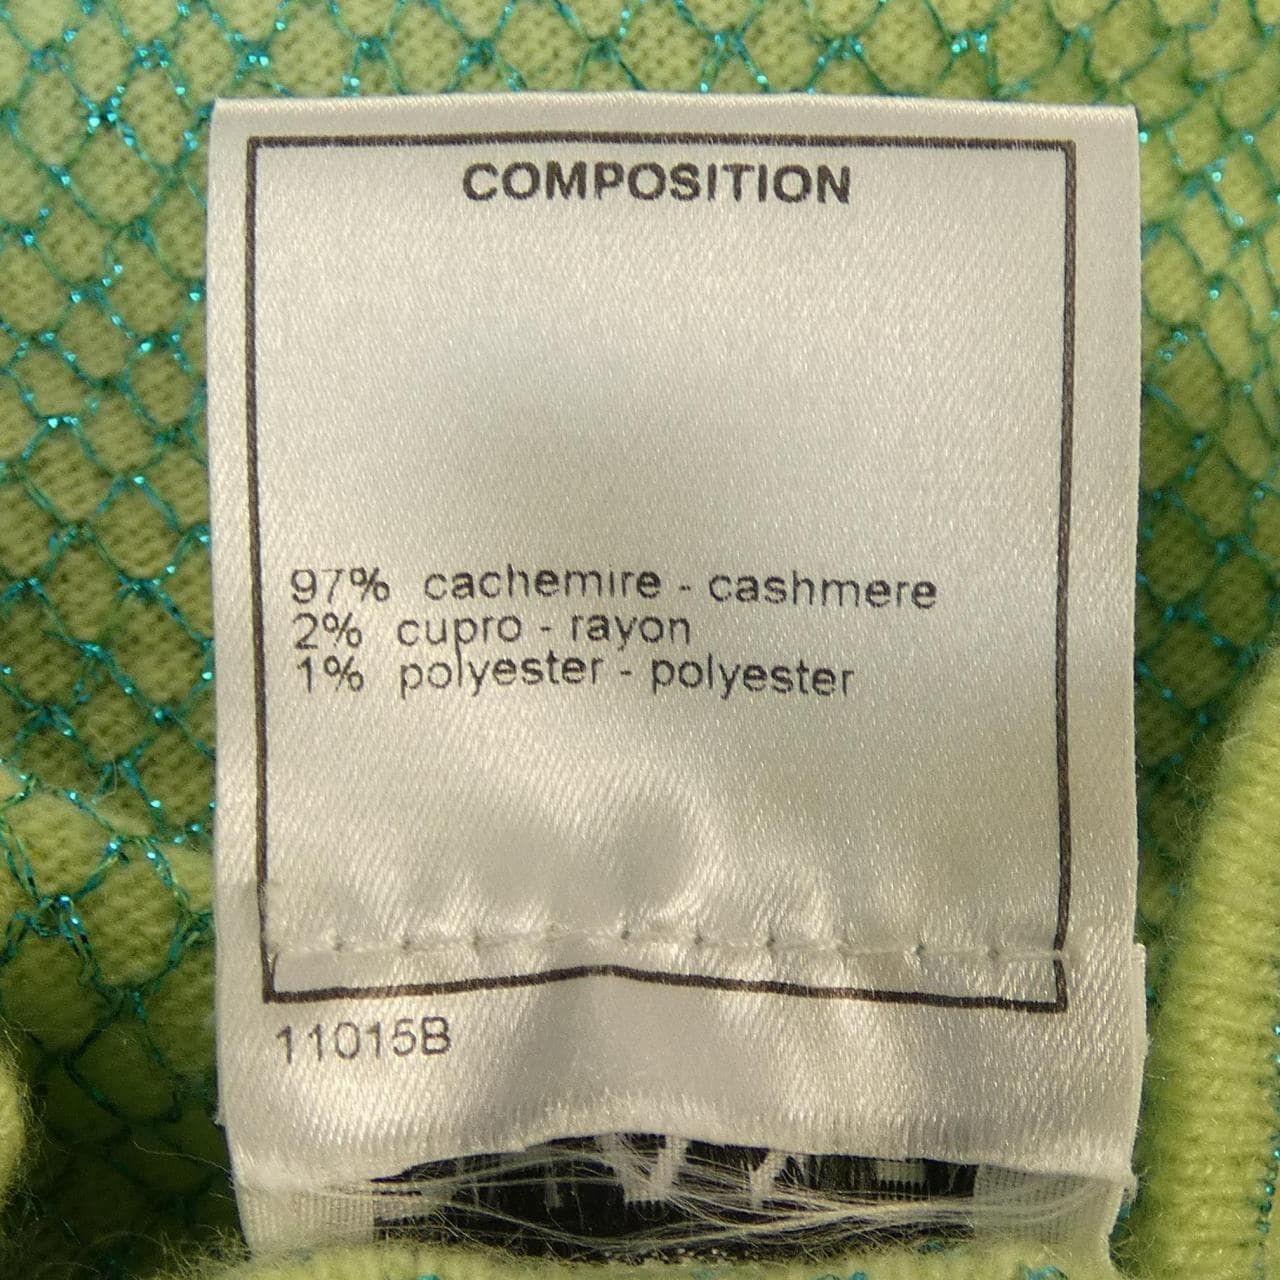 COMPOSITION
97% cachemire - cashmere
2% cupro - rayon
1% polyester - polyester
11015B